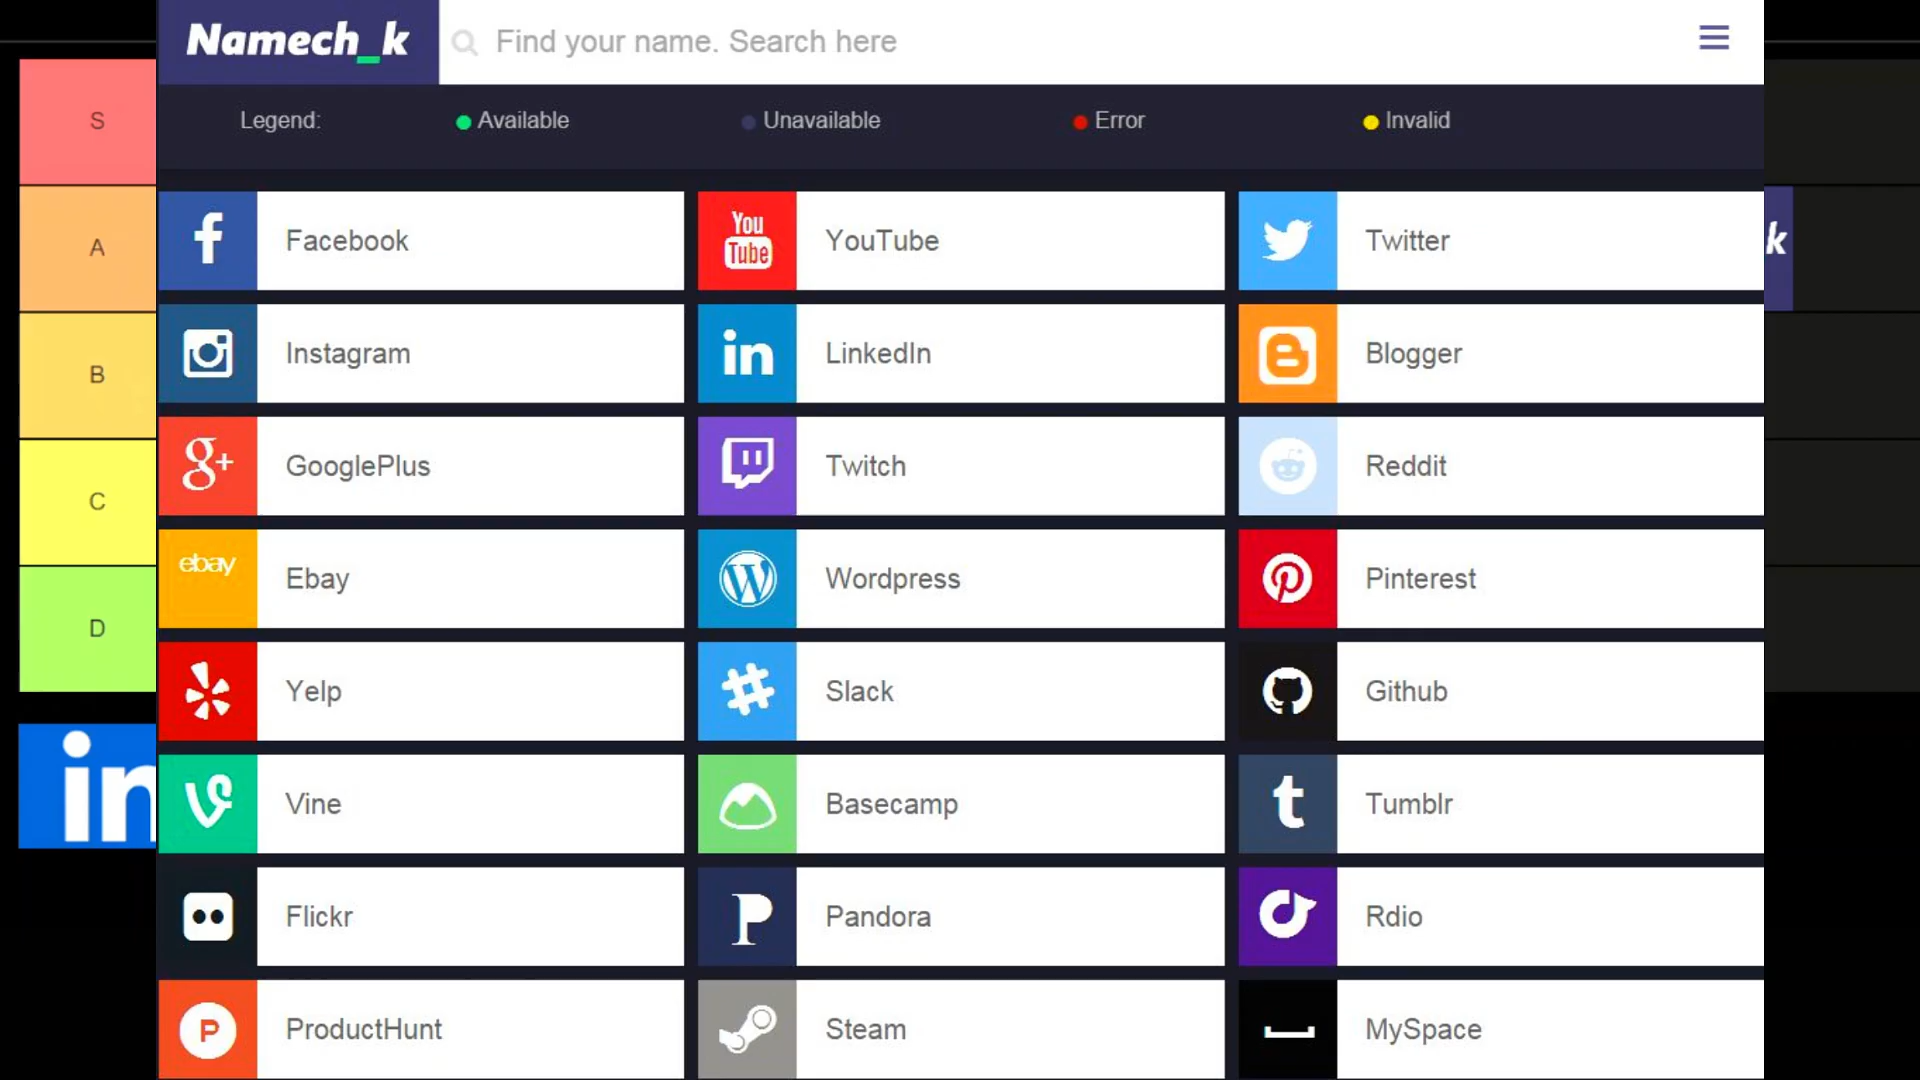 Namech_k
Find your name. Search here
Legend:
Available
Unavailable
Error
Invalid
S
A
B
C
D
k
in
f
Facebook
You Tube
YouTube
Twitter
Instagram
in
LinkedIn
B
Blogger
g+
GooglePlus
Twitch
Reddit
ebay
Ebay
W
Wordpress
P
Pinterest
Yelp
Slack
Github
V
Vine
Basecamp
t
Tumblr
Flickr
P
Pandora
Rdio
P
ProductHunt
Steam
MySpace